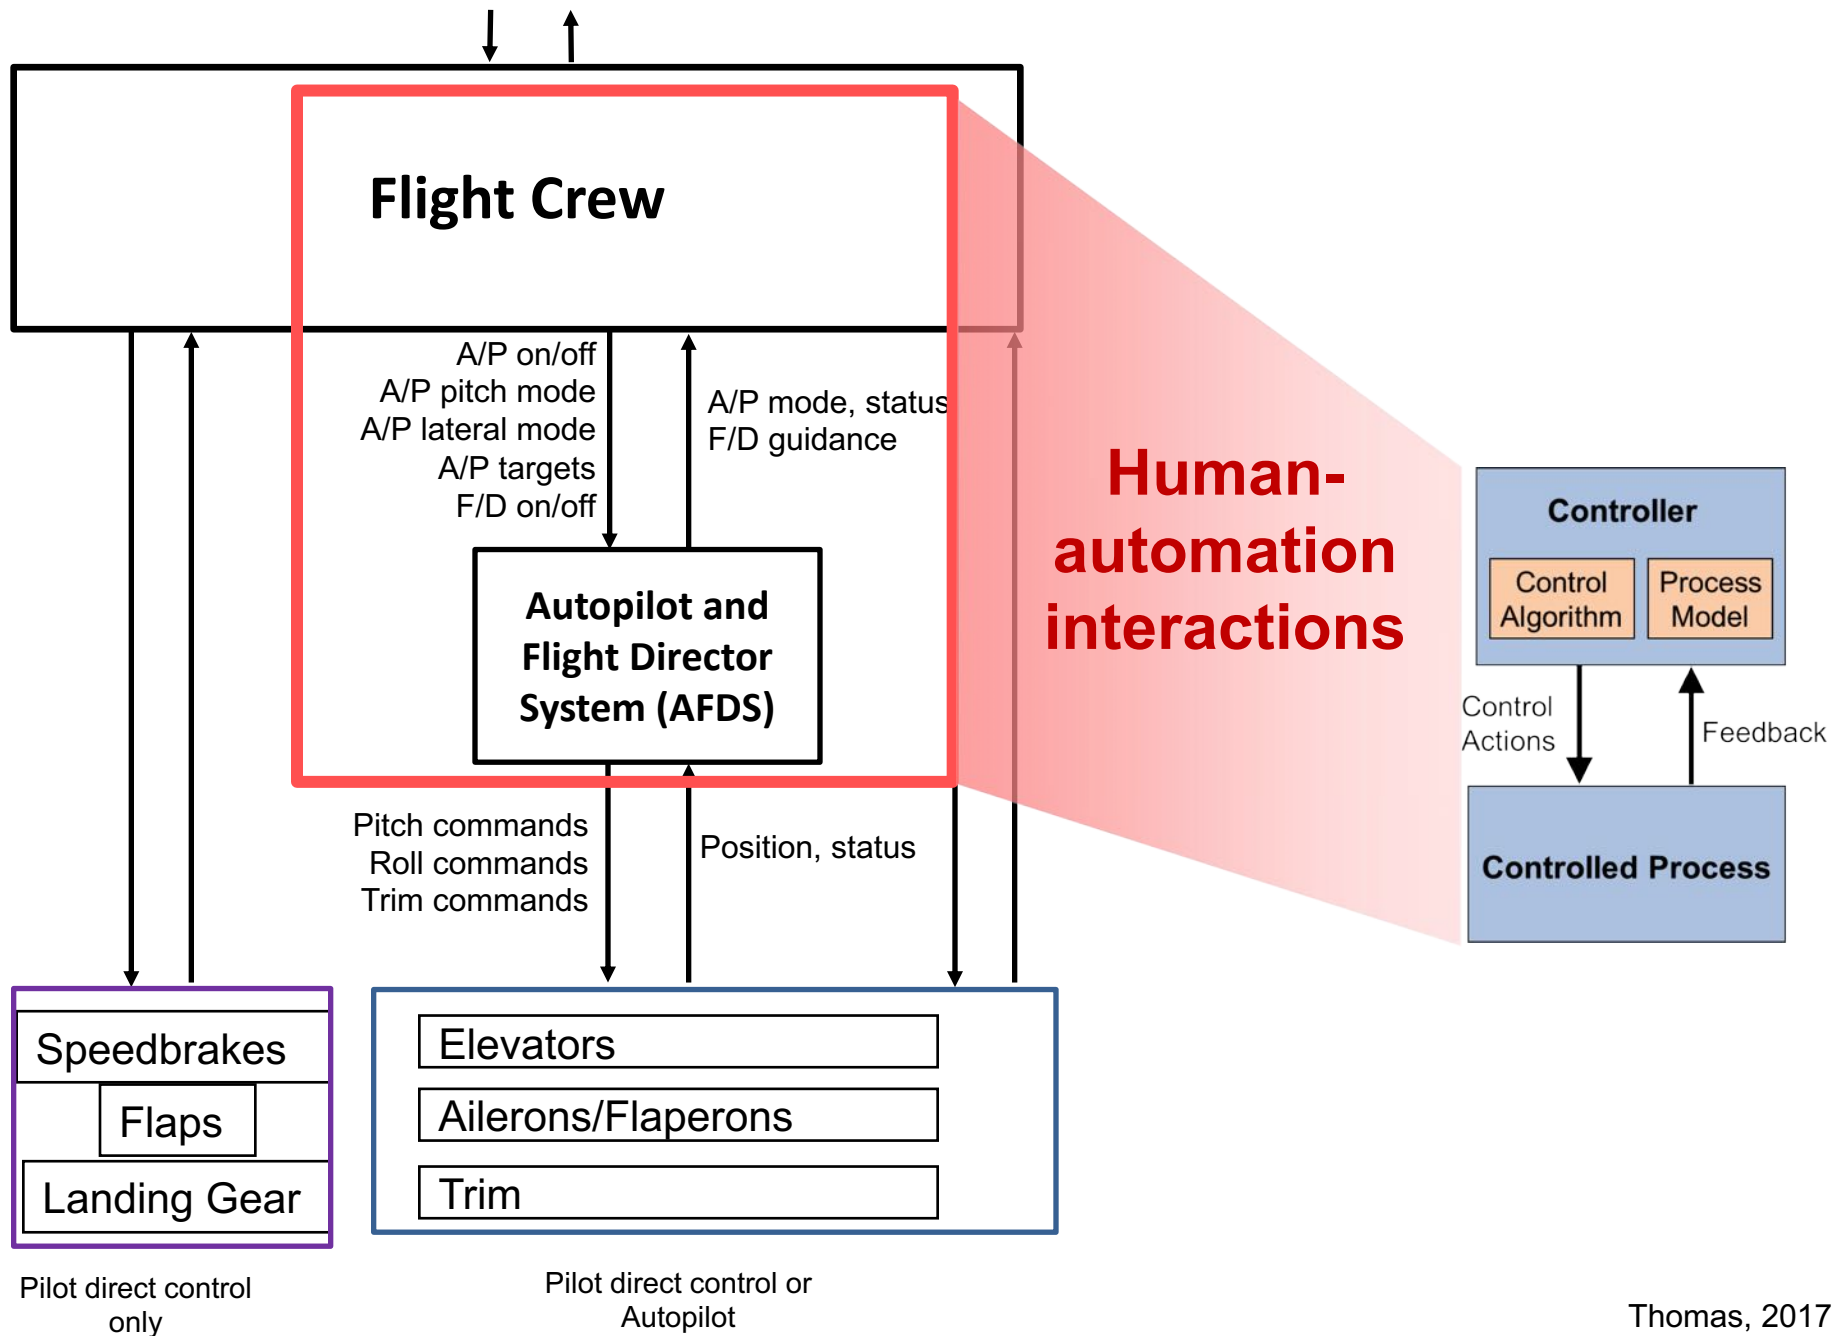 Flight Crew
A/P on/off
A/P pitch mode
A/P lateral mode
A/P targets
F/D on/off
A/P mode, status
F/D guidance
Autopilot and
Flight Director
System (AFDS)
Pitch commands
Roll commands
Trim commands
Position, status
Speedbrakes
Flaps
Landing Gear
Pilot direct control
only
Elevators
Ailerons/Flaperons
Trim
Pilot direct control or
Autopilot
Human-
automation
interactions
Controller
Control
Algorithm
Process
Model
Control
Actions
Feedback
Controlled Process
Thomas, 2017